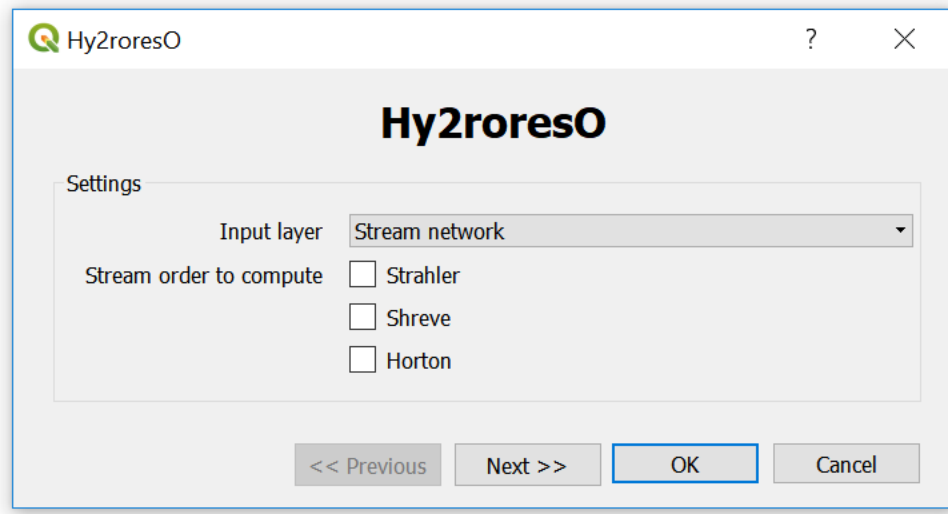 Hy2roresO
?
Hy2roresO
Settings
Input layer Stream network
Stream order to compute Strahler
Shreve
Horton
<< Previous Next >> OK Cancel